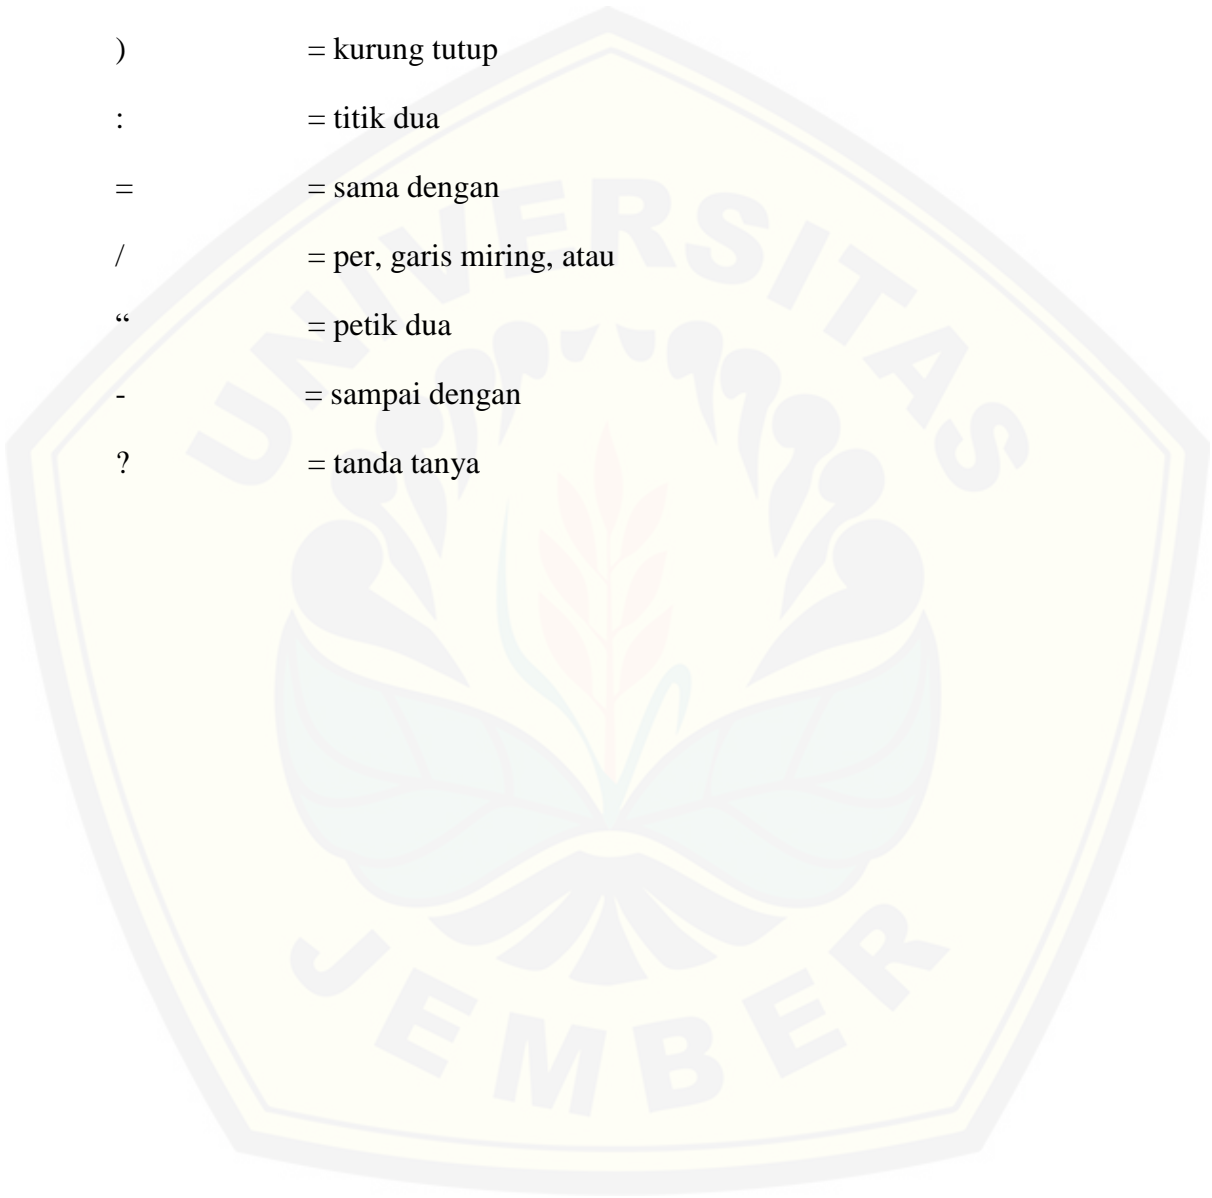 ) = kurung tutup
: = titik dua
= = sama dengan
/ = per, garis miring, atau
“ = petik dua
- = sampai dengan
? = tanda tanya
UNIVERSITAS
JEMBER